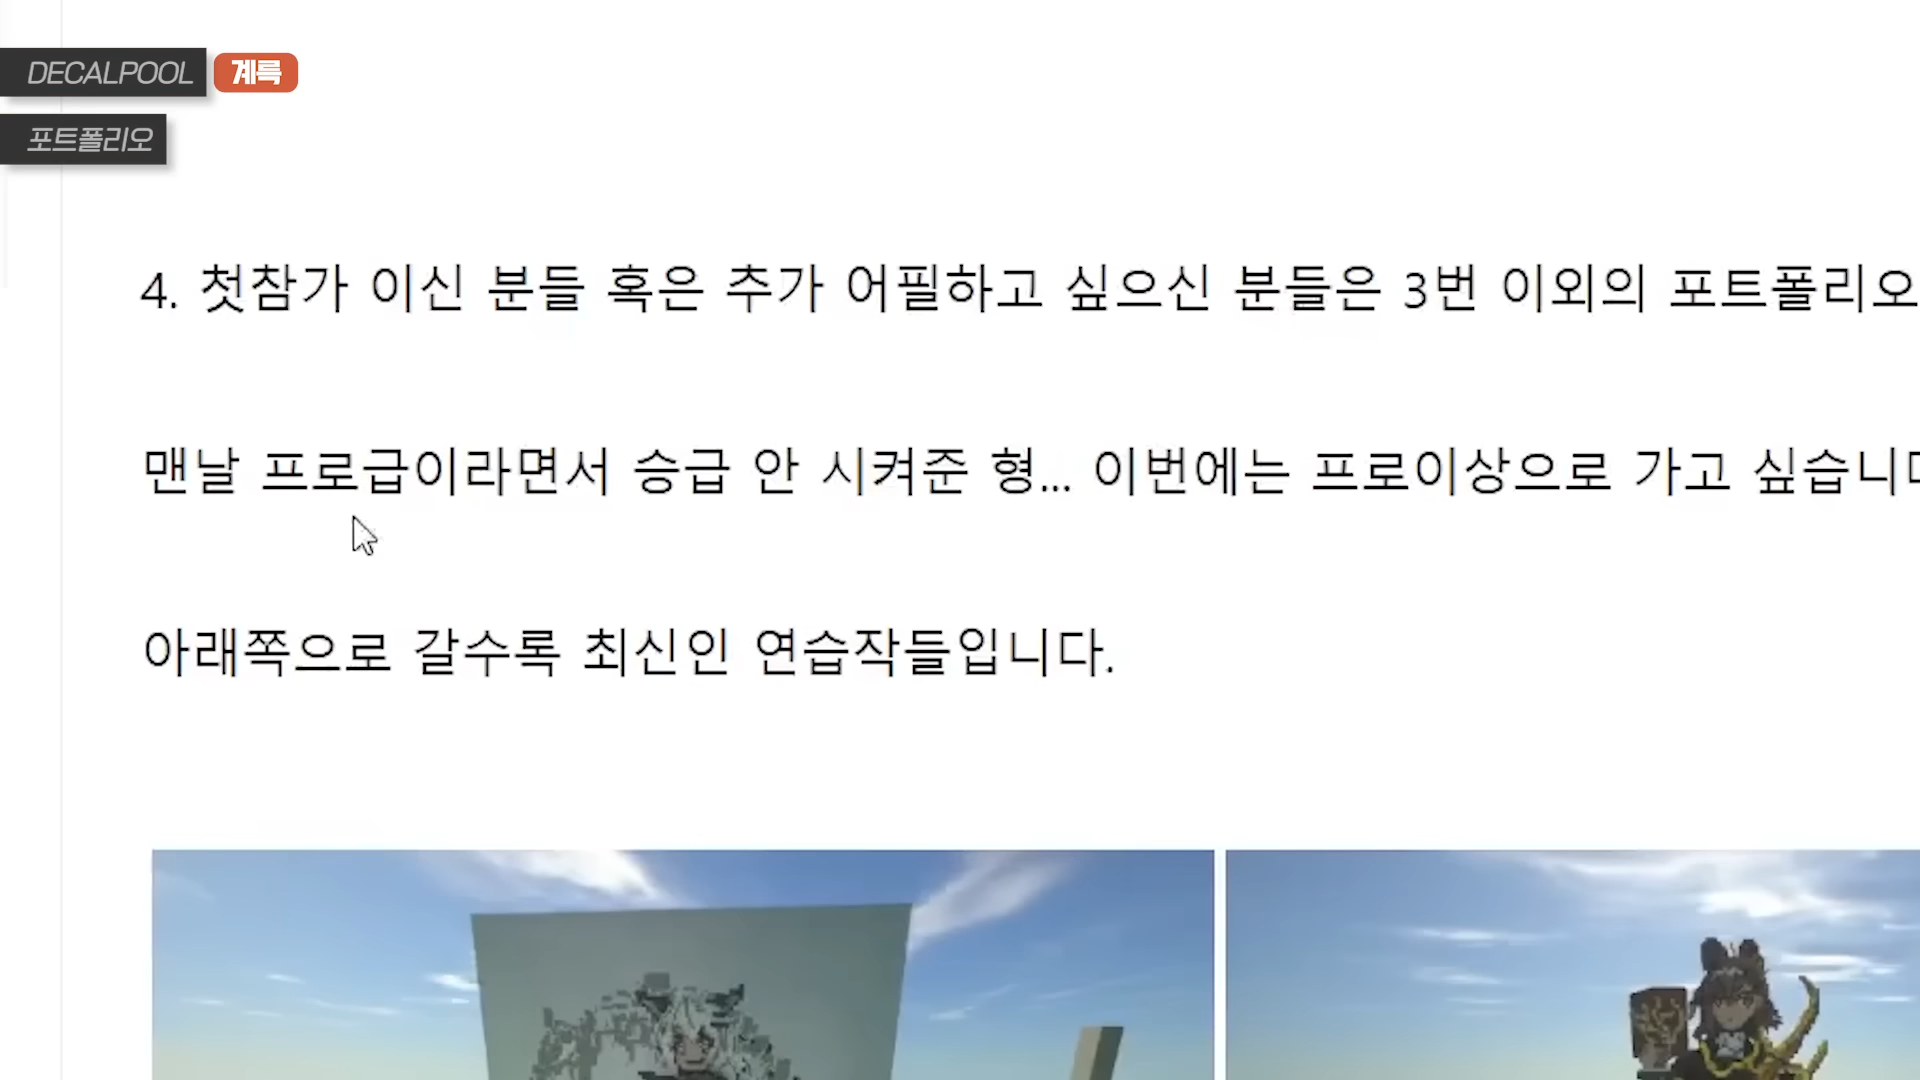 DECALPOOL 계륵
포트폴리오
4. 첫참가 이신 분들 혹은 추가 어필하고 싶으신 분들은 3번 이외의 포트폴리오
맨날 프로급이라면서 승급 안 시켜준 형... 이번에는 프로이상으로 가고 싶습니다
아래쪽으로 갈수록 최신인 연습작들입니다.